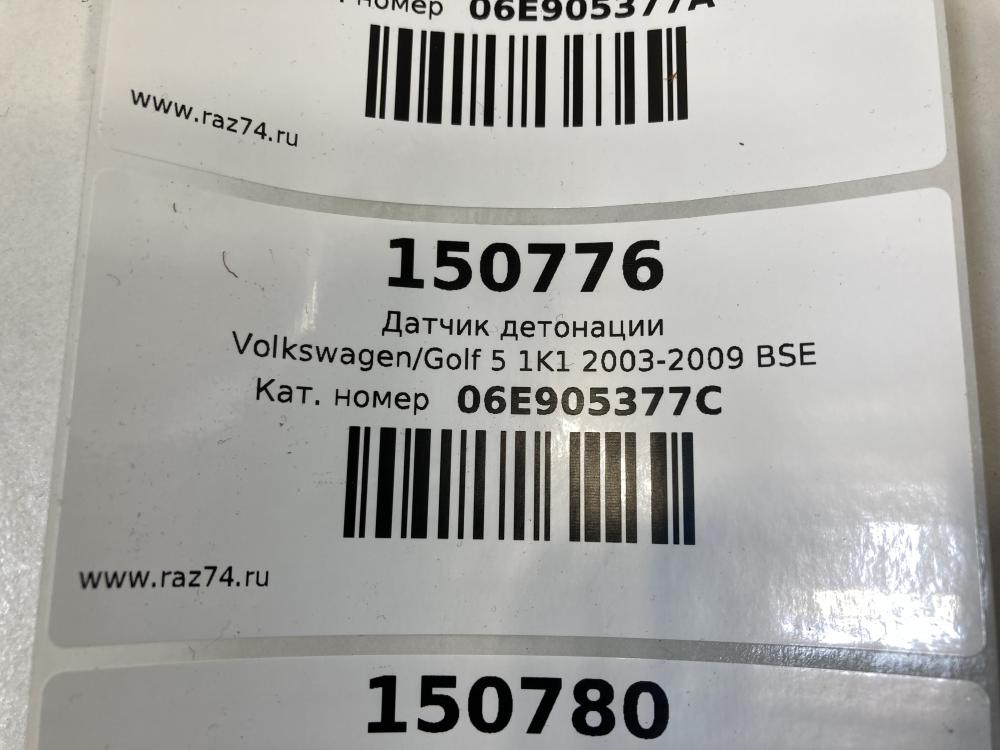 номер 06E905377A
www.raz74.ru
150776
Датчик детонации
Volkswagen/Golf 5 1K1 2003-2009 BSE
Кат. номер 06E905377C
www.raz74.ru
150780